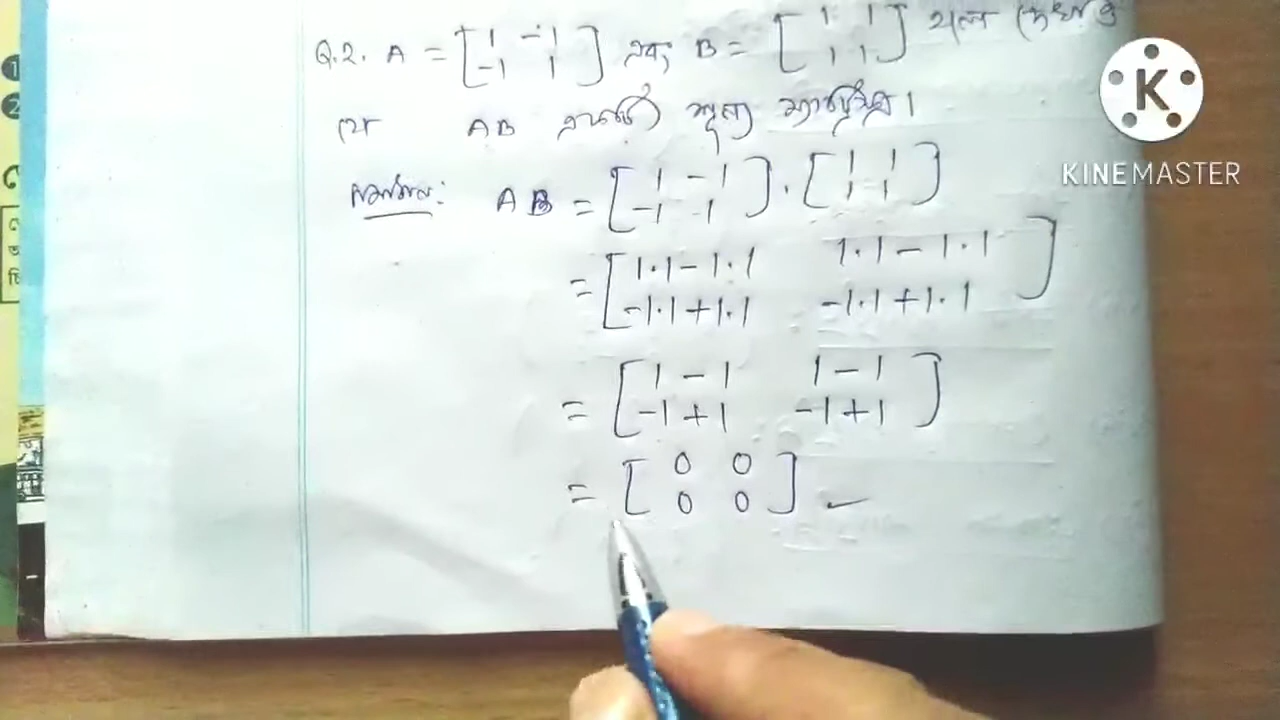 Q.2. A = [1 -1 -1 1] এবং B = [1 1 1 1] হলে দেখাও
যে AB একটি শূন্য ম্যাট্রিক্স।
KINEMASTER
সমাধান: AB = [1 -1 -1 1] . [1 1 1 1]
= [1.1-1.1 1.1-1.1 -1.1+1.1 -1.1+1.1]
= [1-1 1-1 -1+1 -1+1]
= [0 0 0 0]